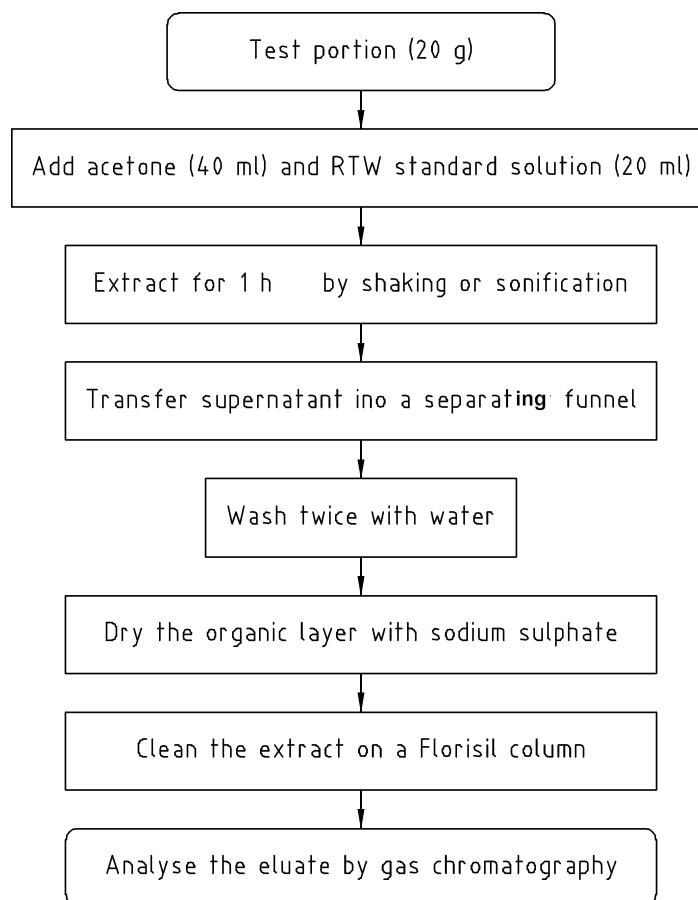 Test portion (20 g)
Add acetone (40 ml) and RTW standard solution (20 ml)
Extract for 1 h by shaking or sonification
Transfer supernatant ino a separating funnel
Wash twice with water
Dry the organic layer with sodium sulphate
Clean the extract on a Florisil column
Analyse the eluate by gas chromatography